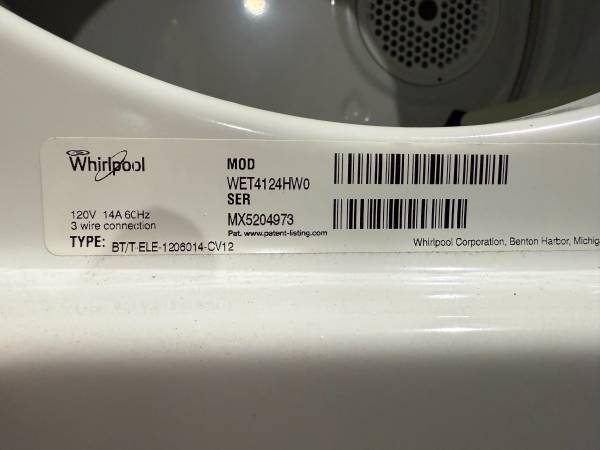 Whirlpool
MOD
WET4124HW0
SER
MX5204973
Pat. www.patent-listing.com
120V 14A 60Hz
3 wire connection
TYPE: BT/T-ELE-1206014-CV12
Whirlpool Corporation, Benton Harbor, Michiga